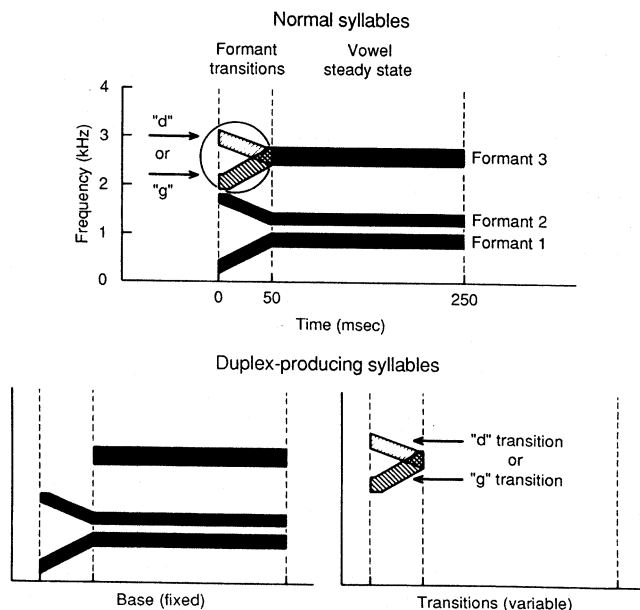 Normal syllables
Formant
transitions
Vowel
steady state
4
3
2
1
0
Frequency (kHz)
"d"
or
"g"
Formant 3
Formant 2
Formant 1
0
50
250
Time (msec)
Duplex-producing syllables
"d" transition
or
"g" transition
Base (fixed)
Transitions (variable)